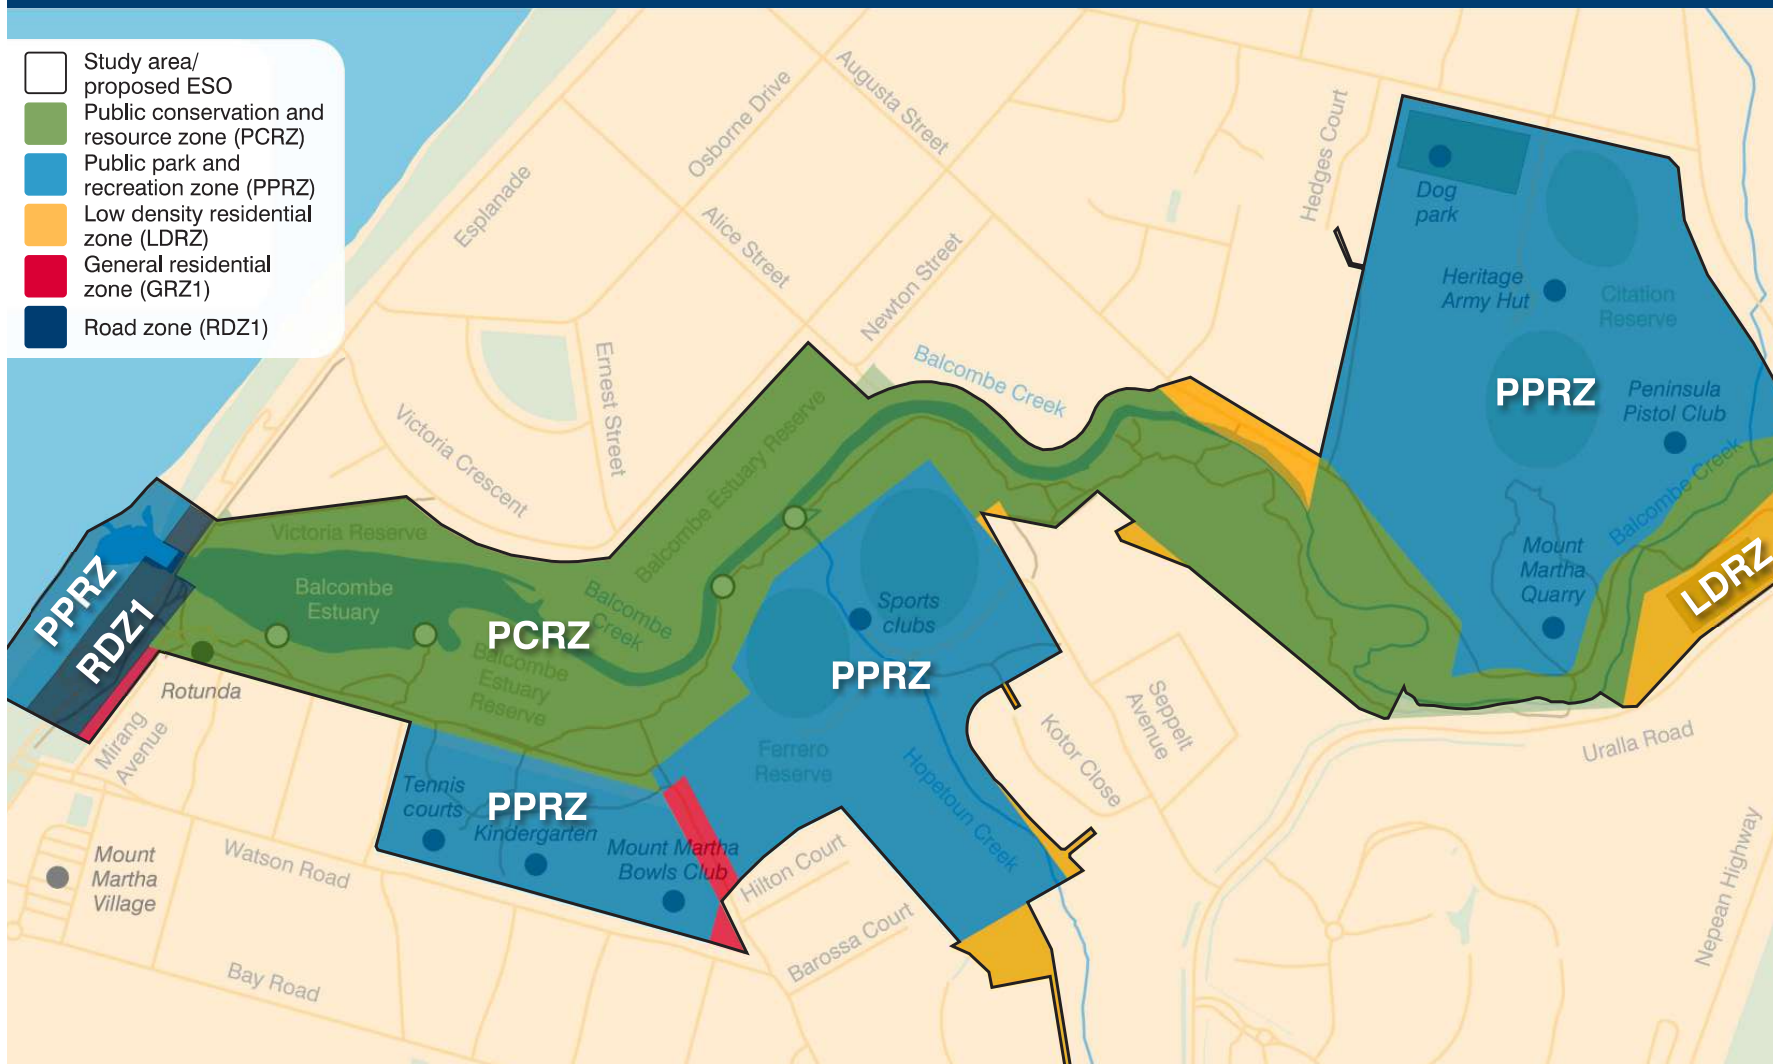 Study area/
proposed ESO
Public conservation and
resource zone (PCRZ)
Public park and
recreation zone (PPRZ)
Low density residential
zone (LDRZ)
General residential
zone (GRZ1)
Road zone (RDZ1)
Esplanade
Osborne Drive
Augusta Street
Alice Street
Newton Street
Hedges Court
Ernest Street
Victoria Crescent
Balcombe Creek
Dog
park
Heritage
Army Hut
Citation
Reserve
PPRZ
Peninsula
Pistol Club
Balcombe Creek
Mount
Martha
Quarry
LDRZ
Victoria Reserve
Balcombe Estuary Reserve
Balcombe
Estuary
Balcombe
Creek
PCRZ
Balcombe
Estuary
Reserve
PPRZ
RDZ1
Rotunda
Mirang
Avenue
Sports
clubs
PPRZ
Ferrero
Reserve
Hopetoun Creek
Kotor Close
Seppelt
Avenue
Uralla Road
Nepean Highway
Tennis
courts
PPRZ
Kindergarten
Mount Martha
Bowls Club
Hilton Court
Barossa Court
Mount
Martha
Village
Watson Road
Bay Road